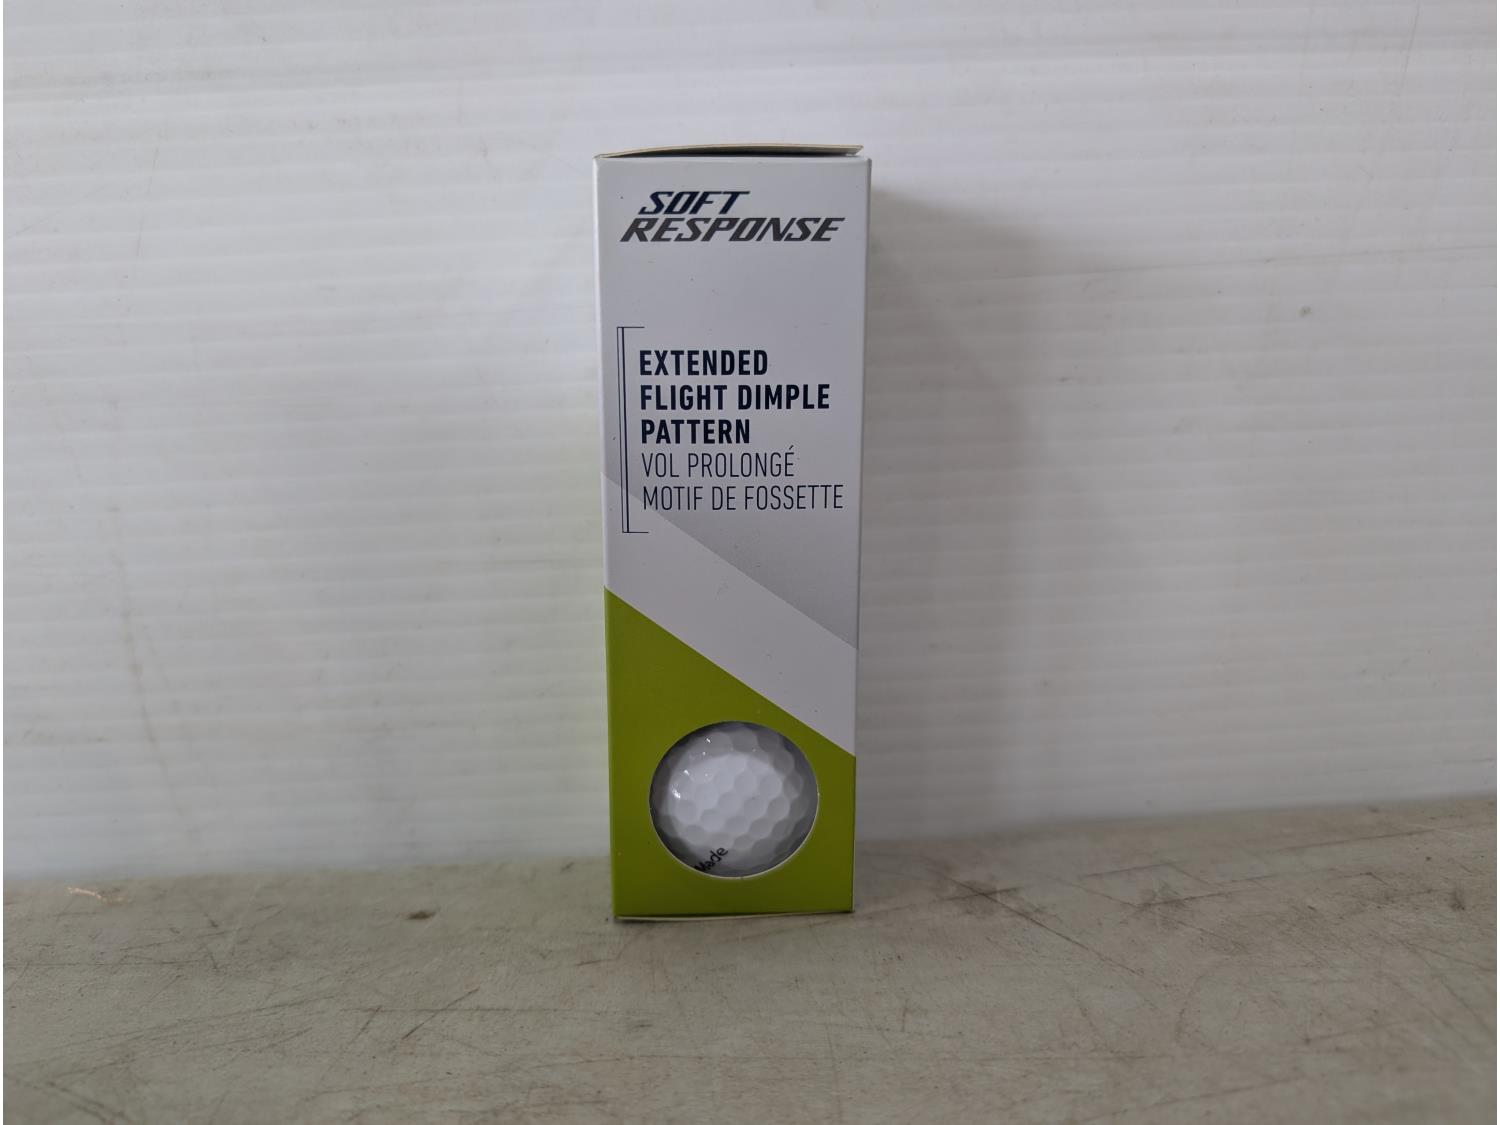 SOFT
RESPONSE
EXTENDED
FLIGHT DIMPLE
PATTERN
VOL PROLONGÉ
MOTIF DE FOSSETTE
Made